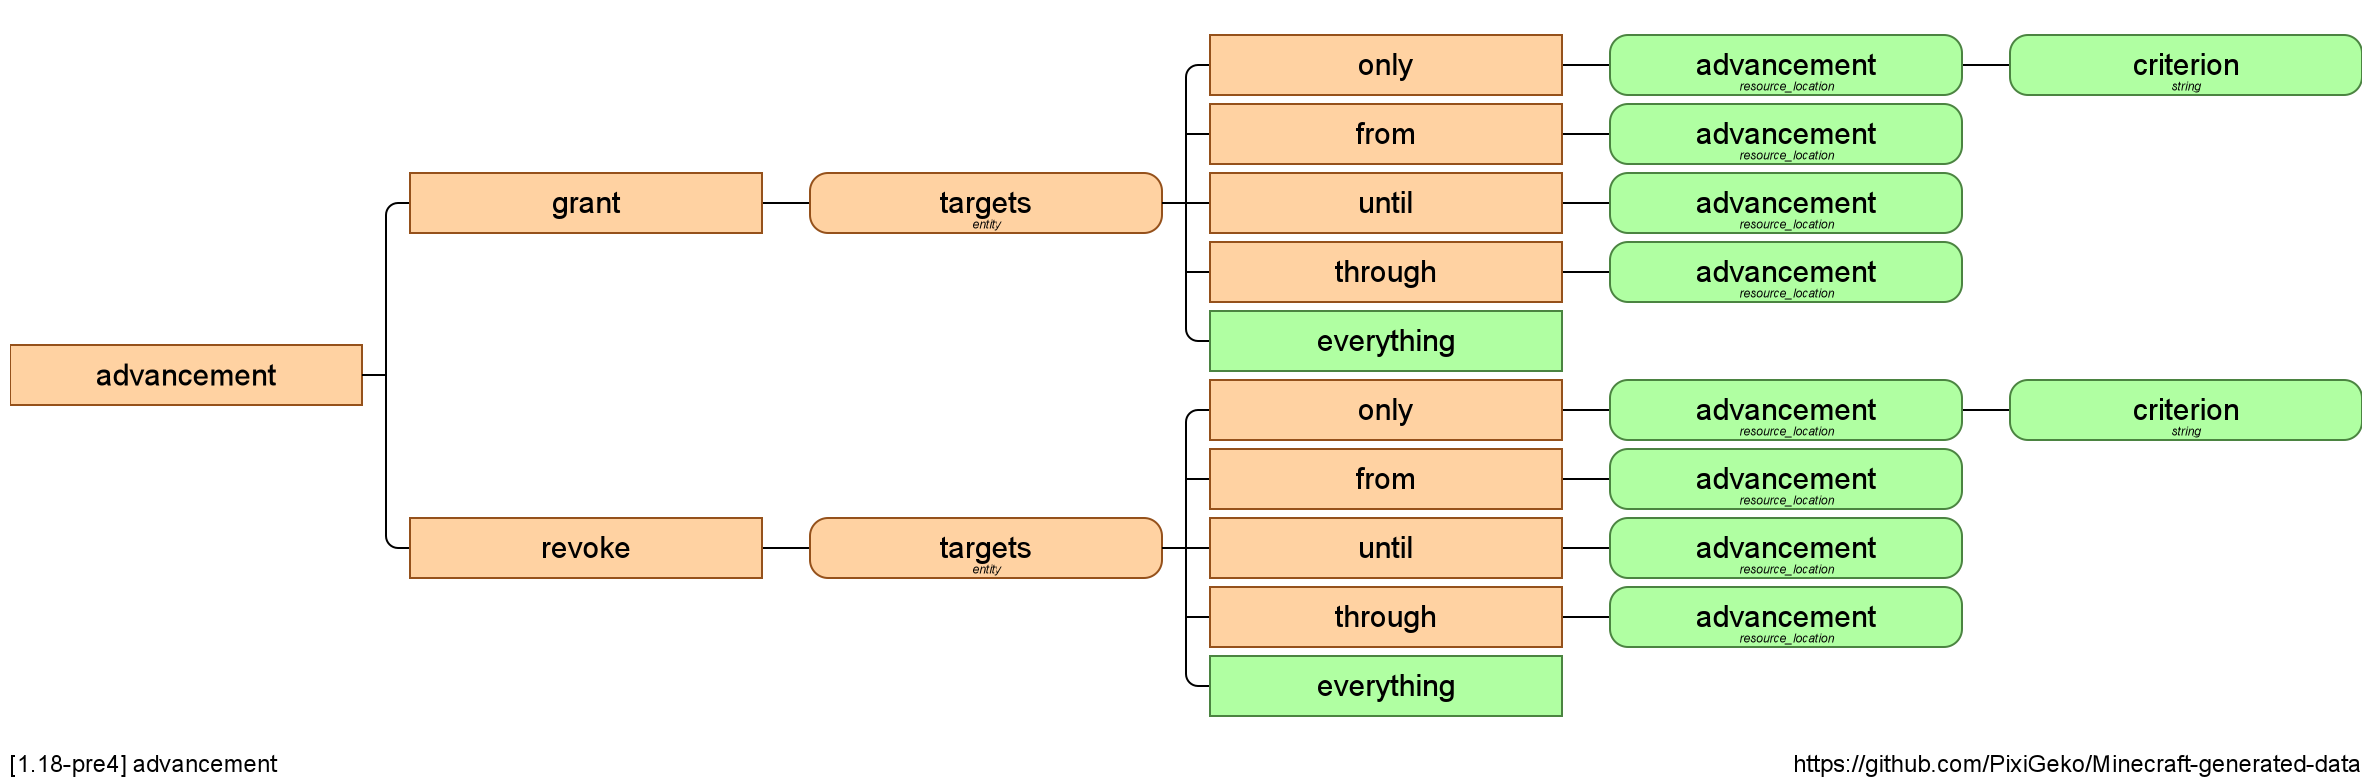 only
advancement
resource_location
criterion
string
from
advancement
resource_location
grant
targets
entity
until
advancement
resource_location
through
advancement
resource_location
everything
advancement
only
advancement
resource_location
criterion
string
from
advancement
resource_location
revoke
targets
entity
until
advancement
resource_location
through
advancement
resource_location
everything
[1.18-pre4] advancement
https://github.com/PixiGeko/Minecraft-generated-data